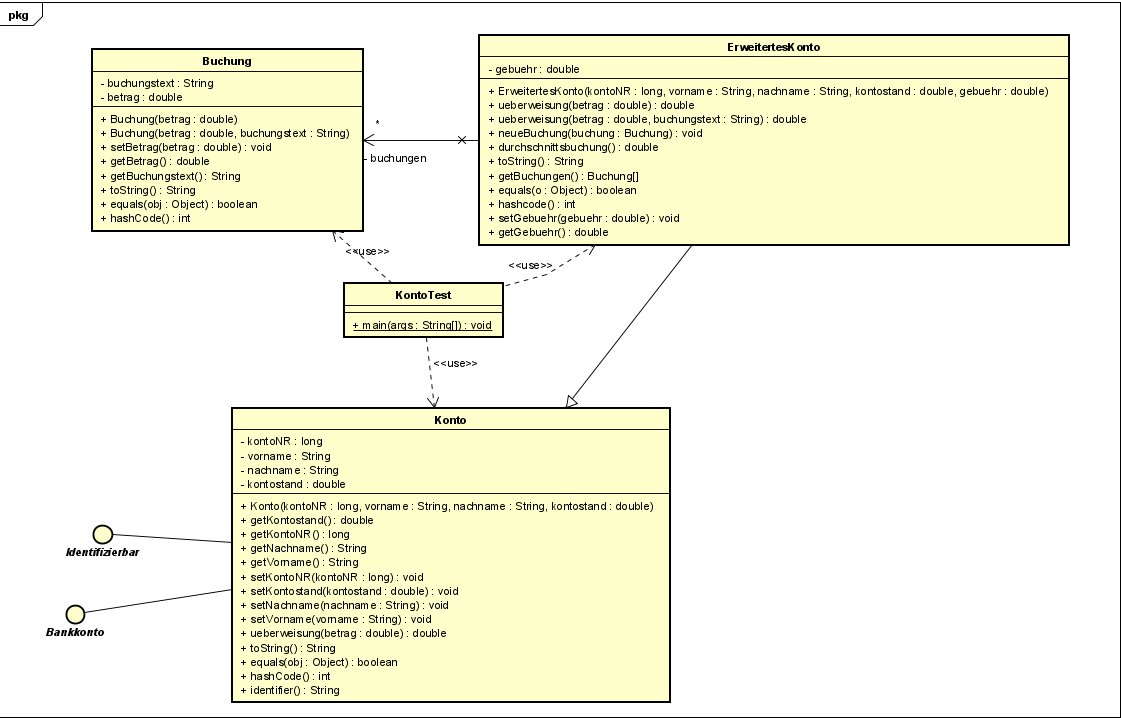 pkg
Buchung
- buchungstext : String
- betrag : double
+ Buchung(betrag : double)
+ Buchung(betrag : double, buchungstext : String)
+ setBetrag(betrag : double) : void
+ getBetrag() : double
+ getBuchungstext() : String
+ toString() : String
+ equals(obj : Object) : boolean
+ hashCode() : int
*
- buchungen
ErweitertesKonto
- gebuehr : double
+ ErweitertesKonto(kontoNR : long, vorname : String, nachname : String, kontostand : double, gebuehr : double)
+ ueberweisung(betrag : double) : double
+ ueberweisung(betrag : double, buchungstext : String) : double
+ neueBuchung(buchung : Buchung) : void
+ durchschnittsbuchung() : double
+ toString() : String
+ getBuchungen() : Buchung[]
+ equals(o : Object) : boolean
+ hashcode() : int
+ setGebuehr(gebuehr : double) : void
+ getGebuehr() : double
<<use>>
<<use>>
KontoTest
+ main(args : String[]) : void
<<use>>
Konto
- kontoNR : long
- vorname : String
- nachname : String
- kontostand : double
+ Konto(kontoNR : long, vorname : String, nachname : String, kontostand : double)
+ getKontostand() : double
+ getKontoNR() : long
+ getNachname() : String
+ getVorname() : String
+ setKontoNR(kontoNR : long) : void
+ setKontostand(kontostand : double) : void
+ setNachname(nachname : String) : void
+ setVorname(vorname : String) : void
+ ueberweisung(betrag : double) : double
+ toString() : String
+ equals(obj : Object) : boolean
+ hashCode() : int
+ identifier() : String
Identifizierbar
Bankkonto